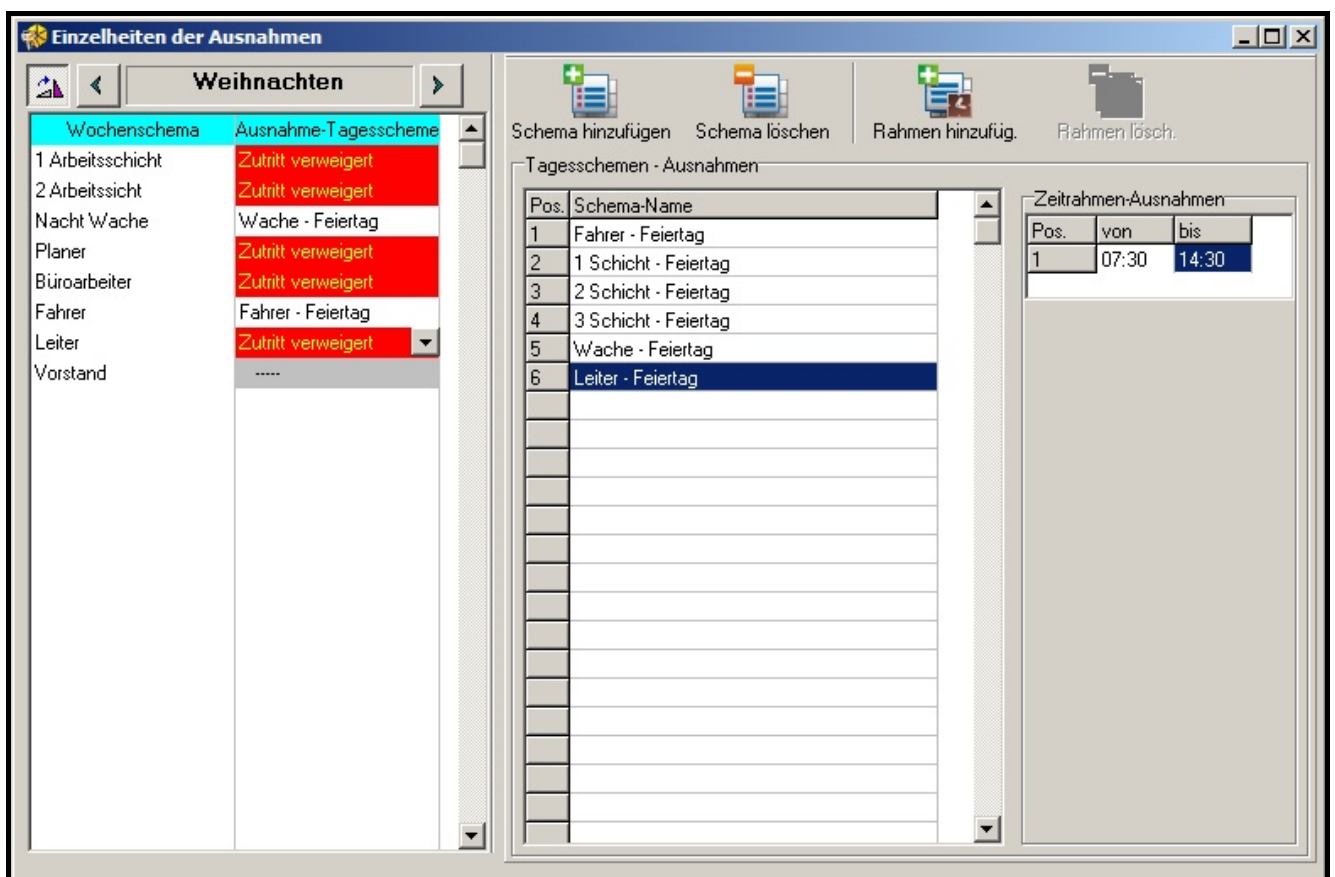 Einzelheiten der Ausnahmen
Weihnachten
Wochenschema Ausnahme-Tagesscheme
1 Arbeitsschicht Zutritt verweigert
2 Arbeitssicht Zutritt verweigert
Nacht Wache Wache - Feiertag
Planer Zutritt verweigert
Büroarbeiter Zutritt verweigert
Fahrer Fahrer - Feiertag
Leiter Zutritt verweigert
Vorstand -----
Schema hinzufügen Schema löschen Rahmen hinzufüg. Rahmen lösch.
Tagesschemen - Ausnahmen
Pos. Schema-Name
1 Fahrer - Feiertag
2 1 Schicht - Feiertag
3 2 Schicht - Feiertag
4 3 Schicht - Feiertag
5 Wache - Feiertag
6 Leiter - Feiertag
Zeitrahmen-Ausnahmen
Pos. von bis
1 07:30 14:30